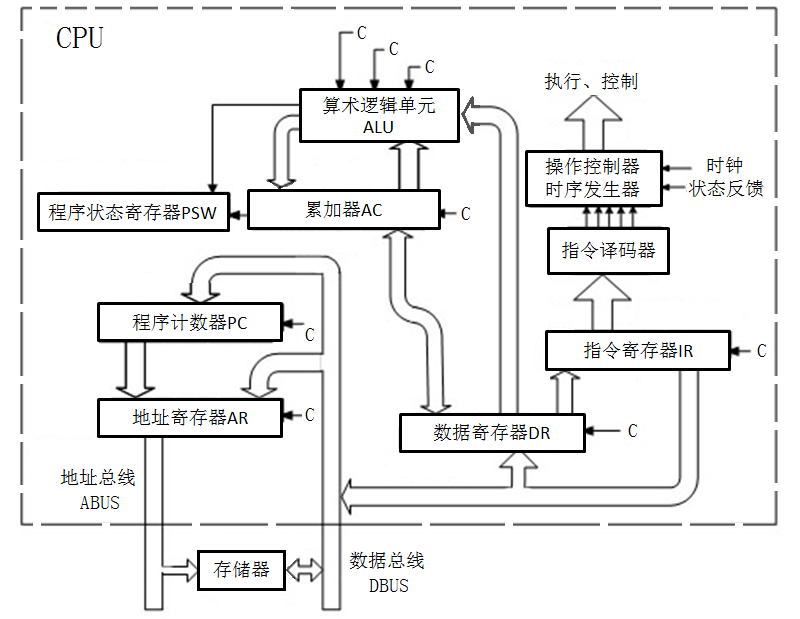 CPU
C
C
C
算术逻辑单元
ALU
执行、控制
操作控制器
时序发生器
时钟
状态反馈
程序状态寄存器PSW
累加器AC
C
指令译码器
程序计数器PC
C
指令寄存器IR
C
地址寄存器AR
C
数据寄存器DR
C
地址总线
ABUS
存储器
数据总线
DBUS